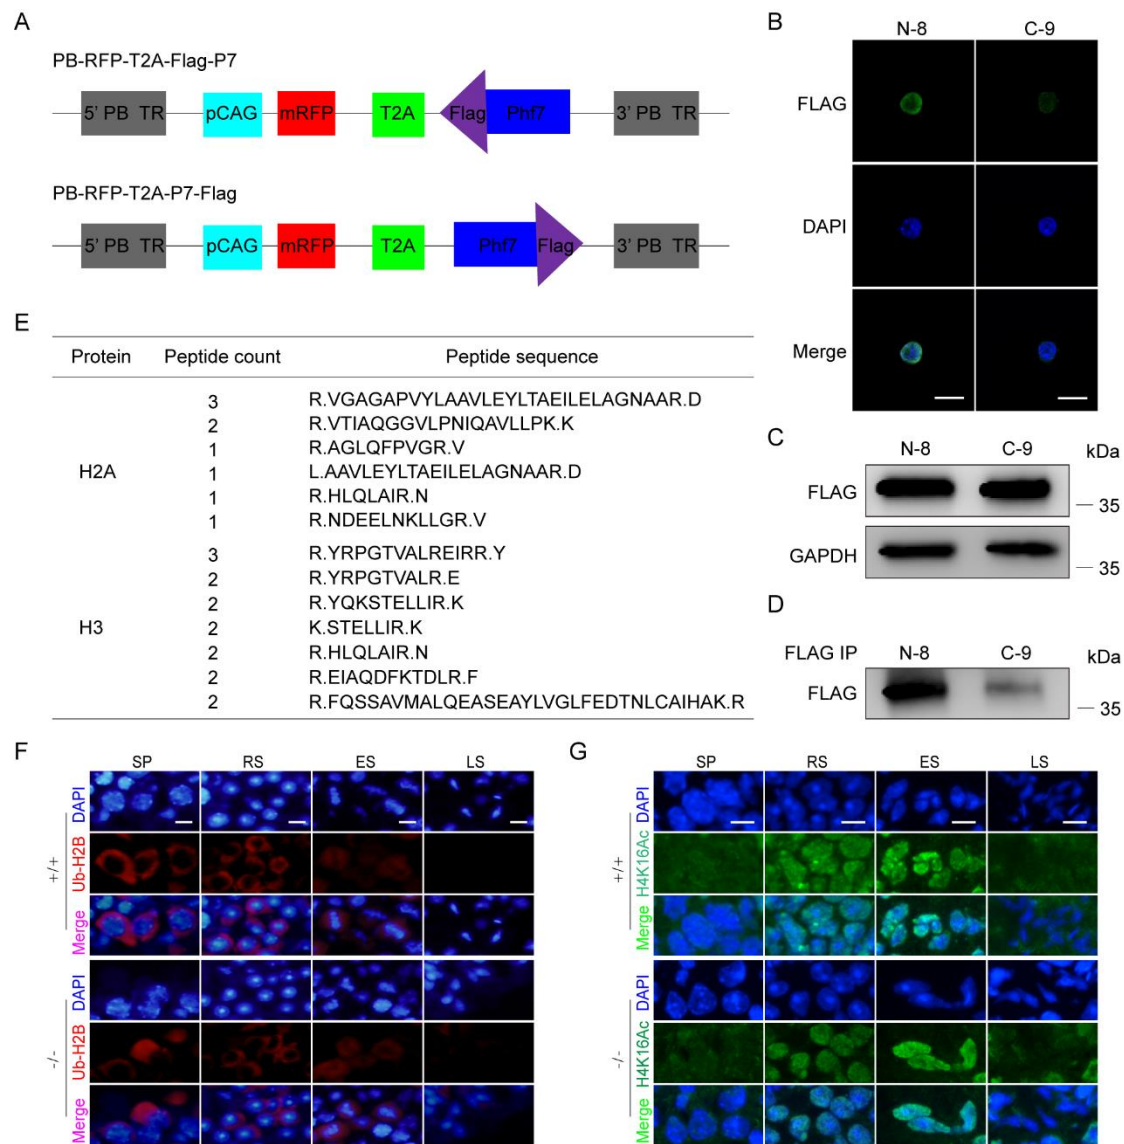 A
PB-RFP-T2A-Flag-P7
5' PB TR pCAG mRFP T2A Flag Phf7 3' PB TR
PB-RFP-T2A-P7-Flag
5' PB TR pCAG mRFP T2A Phf7 Flag 3' PB TR
B
N-8 C-9
FLAG
DAPI
Merge
C
N-8 C-9 kDa
FLAG
35
GAPDH
35
D
FLAG IP N-8 C-9 kDa
FLAG
35
E
Protein Peptide count Peptide sequence
3 R.VGAGAPVYLAAVLEYLTAEILELAGNAAR.D
2 R.VTIAQGGVLPNIQAVLLPK.K
1 R.AGLQFPVGR.V
H2A 1 L.AAVLEYLTAEILELAGNAAR.D
1 R.HLQLAIR.N
1 R.NDEELNKLLGR.V
3 R.YRPGTVALREIRR.Y
2 R.YRPGTVALR.E
2 R.YQKSTELLIR.K
H3 2 K.STELLIR.K
2 R.HLQLAIR.N
2 R.EIAQDFKTDLR.F
2 R.FQSSAVMALQEASEAYLVGLFEDTNLCAIHAK.R
F
SP RS ES LS
+/+
DAPI
Ub-H2B
Merge
-/-
DAPI
Ub-H2B
Merge
G
SP RS ES LS
+/+
DAPI
H4K16Ac
Merge
-/-
DAPI
H4K16Ac
Merge